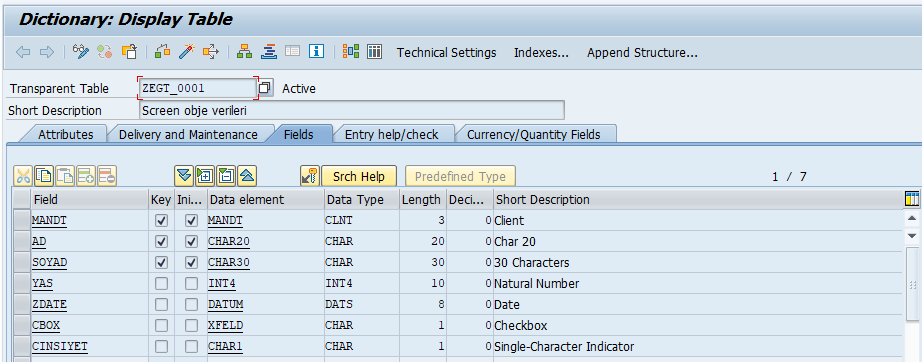 Dictionary: Display Table
Technical Settings Indexes... Append Structure...
Transparent Table ZEGT_0001 Active
Short Description Screen obje verileri
Attributes Delivery and Maintenance Fields Entry help/check Currency/Quantity Fields
Srch Help Predefined Type 1 / 7
Field Key Ini... Data element Data Type Length Deci... Short Description
MANDT MANDT CLNT 3 0 Client
AD CHAR20 CHAR 20 0 Char 20
SOYAD CHAR30 CHAR 30 0 30 Characters
YAS INT4 INT4 10 0 Natural Number
ZDATE DATUM DATS 8 0 Date
CBOX XFELD CHAR 1 0 Checkbox
CINSIYET CHAR1 CHAR 1 0 Single-Character Indicator